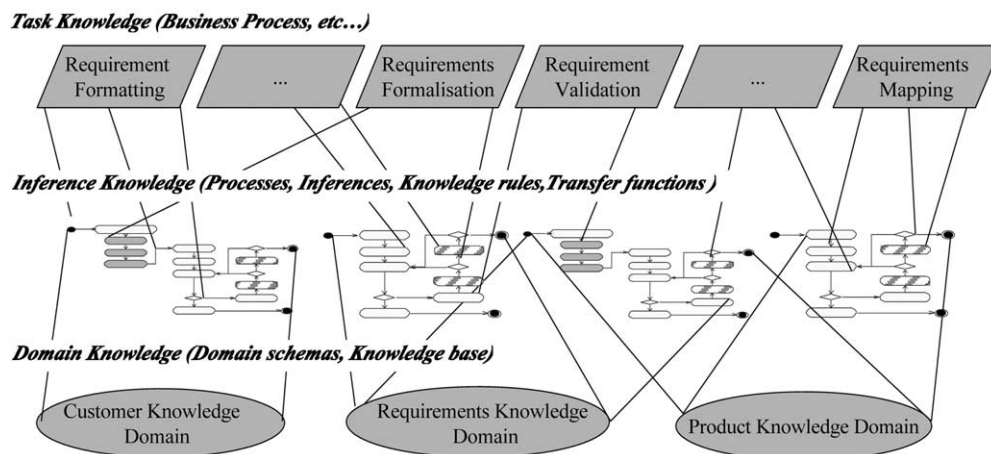 Task Knowledge (Business Process, etc…)
Requirement
Formatting
...
Requirements
Formalisation
Requirement
Validation
...
Requirements
Mapping
Inference Knowledge (Processes, Inferences, Knowledge rules,Transfer functions )
Domain Knowledge (Domain schemas, Knowledge base)
Customer Knowledge
Domain
Requirements Knowledge
Domain
Product Knowledge Domain